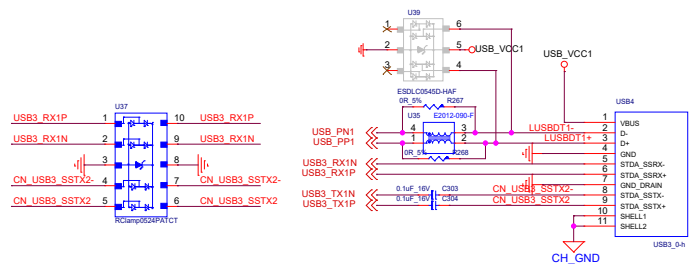 U39
1
6
2
5
USB_VCC1
3
4
ESDLC0545D-HAF
USB_VCC1
U37
USB3_RX1P
1
10
USB3_RX1P
USB3_RX1N
2
9
USB3_RX1N
3
8
CN_USB3_SSTX2-
4
7
CN_USB3_SSTX2-
CN_USB3_SSTX2
5
6
CN_USB3_SSTX2
RClamp0524PATCT
0R_5%
R267
U35
E2012-090-F
USB_PN1
4
3
LUSBDT1-
USB_PP1
1
2
LUSBDT1+
0R_5%
R268
USB3_RX1N
USB3_RX1P
USB3_TX1N
0.1uF_16V
C303
CN_USB3_SSTX2-
USB3_TX1P
0.1uF_16V
C304
CN_USB3_SSTX2
USB4
1
VBUS
2
D-
3
D+
4
GND
5
STDA_SSRX-
6
STDA_SSRX+
7
GND_DRAIN
8
STDA_SSTX-
9
STDA_SSTX+
10
SHELL1
11
SHELL2
USB3_0-h
CH_GND